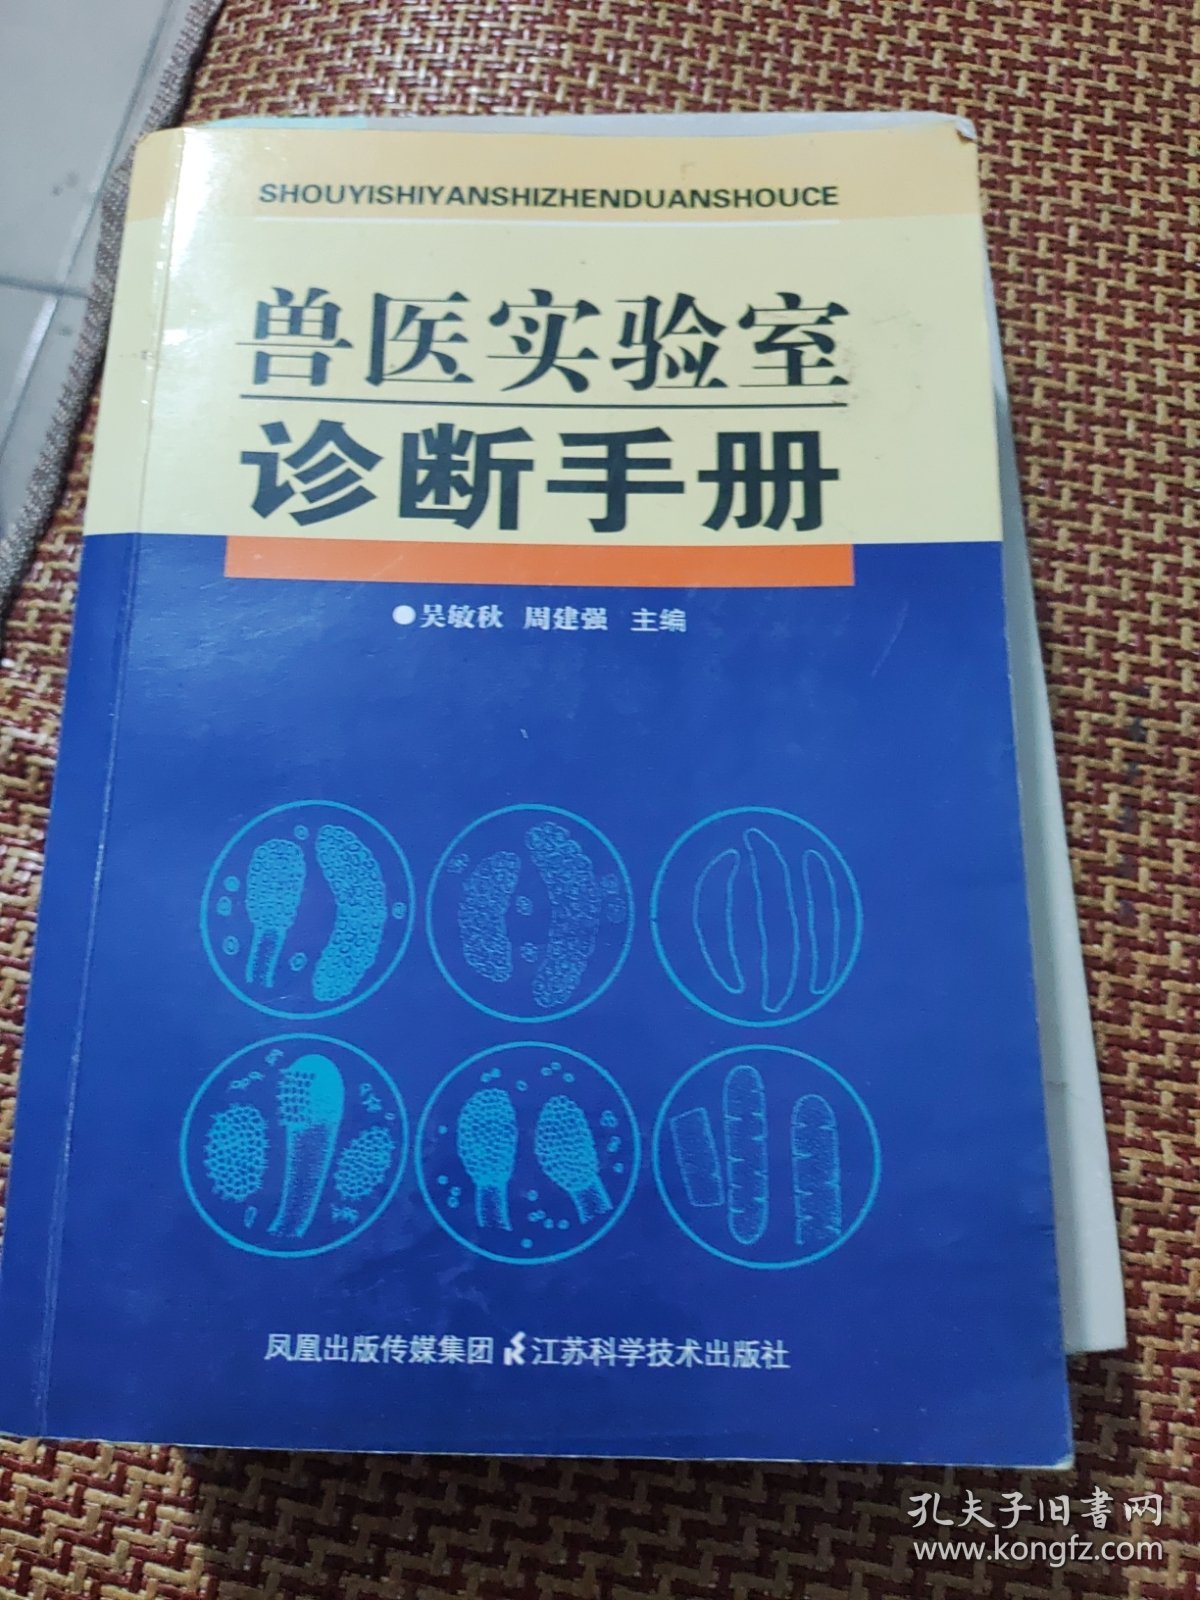 SHOUYISHIYANSHIZHENDUANSHOUCE
兽医实验室
诊断手册
●吴敏秋 周建强 主编
凤凰出版传媒集团 江苏科学技术出版社
孔夫子旧书网
www.kongfz.com